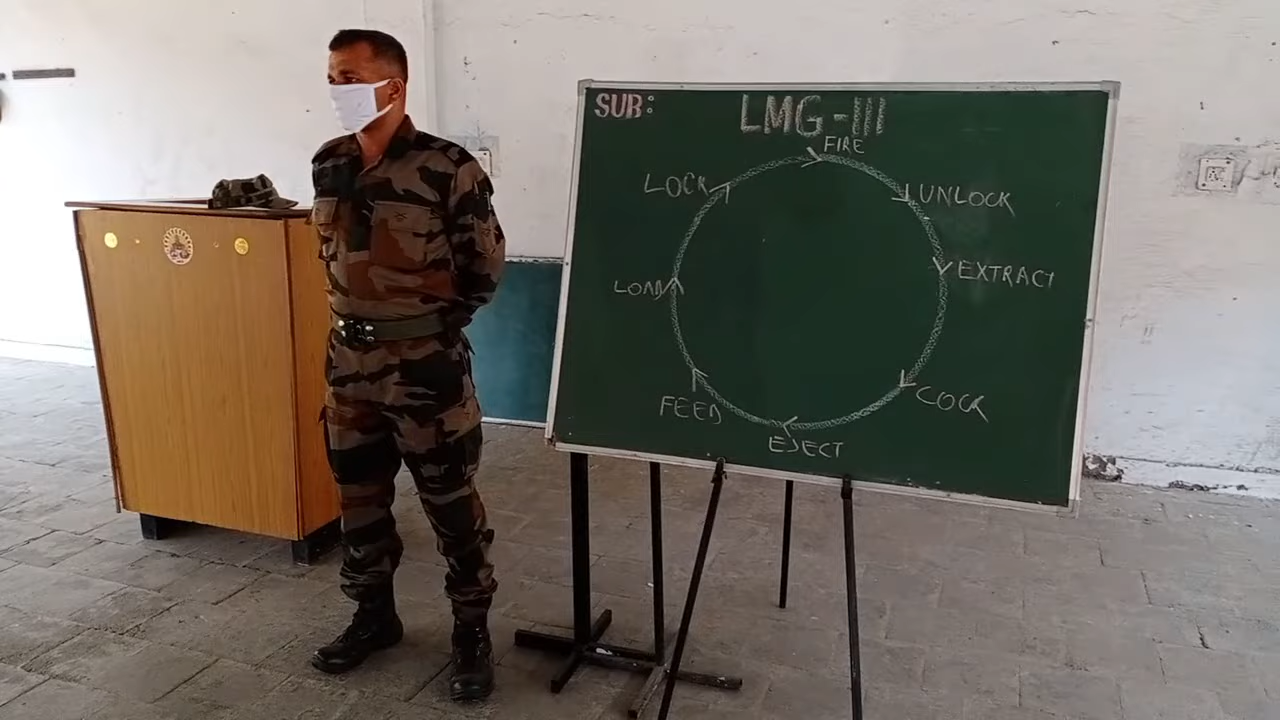 SUB:
LMG-III
FIRE
UNLOCK
EXTRACT
COCK
EJECT
FEED
LOAD
LOCK